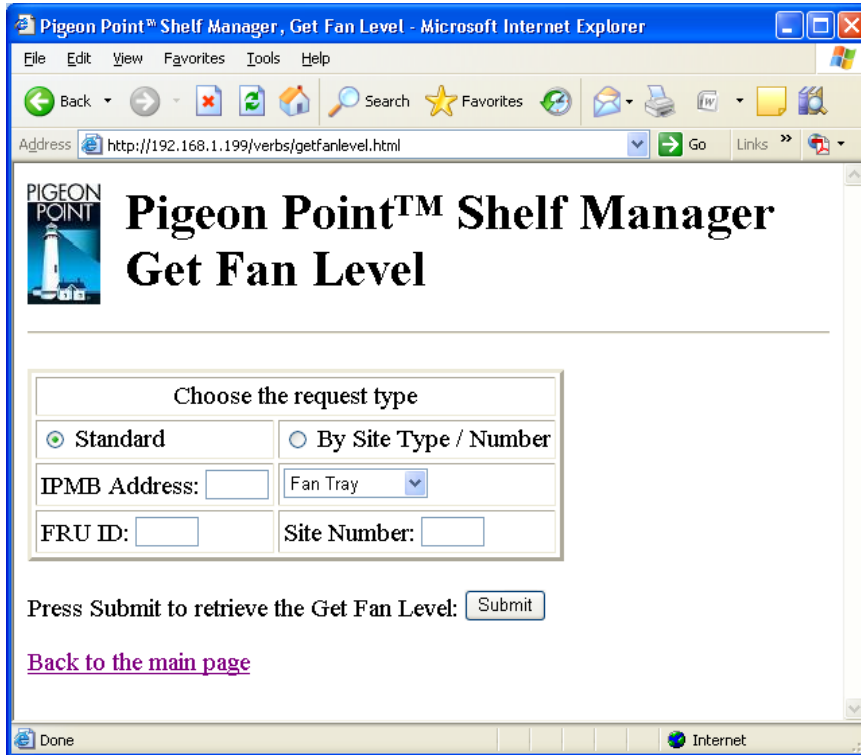 Pigeon Point™ Shelf Manager, Get Fan Level - Microsoft Internet Explorer
File Edit View Favorites Tools Help
Back Search Favorites
Address http://192.168.1.199/verbs/getfanlevel.html Go Links »
PIGEON
POINT
Pigeon Point™ Shelf Manager
Get Fan Level
Choose the request type
Standard By Site Type / Number
IPMB Address: Fan Tray
FRU ID: Site Number:
Press Submit to retrieve the Get Fan Level: Submit
Back to the main page
Done Internet